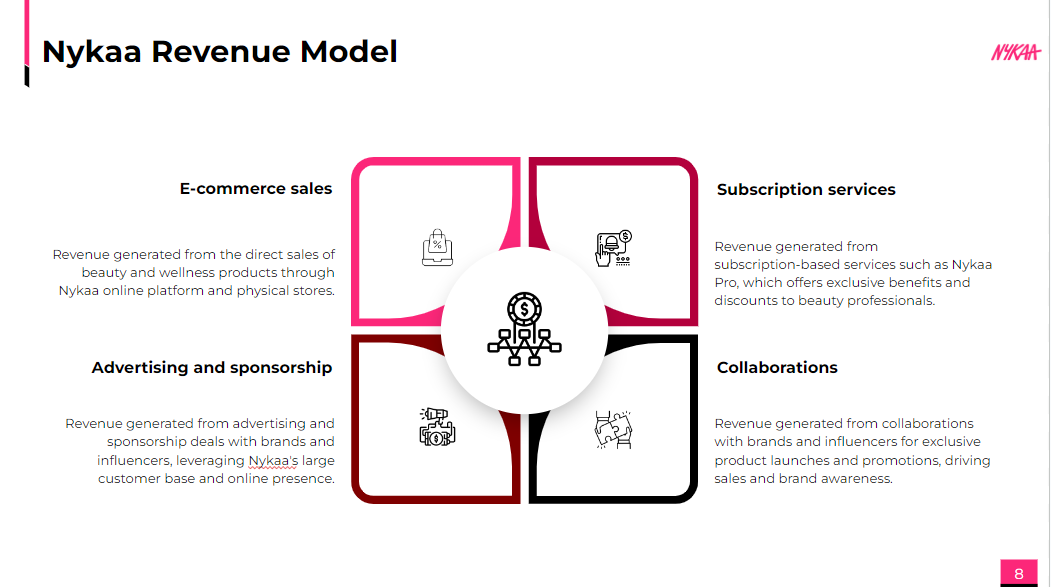 Nykaa Revenue Model
NYKAA
E-commerce sales
Revenue generated from the direct sales of
beauty and wellness products through
Nykaa online platform and physical stores.
Subscription services
Revenue generated from
subscription-based services such as Nykaa
Pro, which offers exclusive benefits and
discounts to beauty professionals.
Advertising and sponsorship
Revenue generated from advertising and
sponsorship deals with brands and
influencers, leveraging Nykaa's large
customer base and online presence.
Collaborations
Revenue generated from collaborations
with brands and influencers for exclusive
product launches and promotions, driving
sales and brand awareness.
8